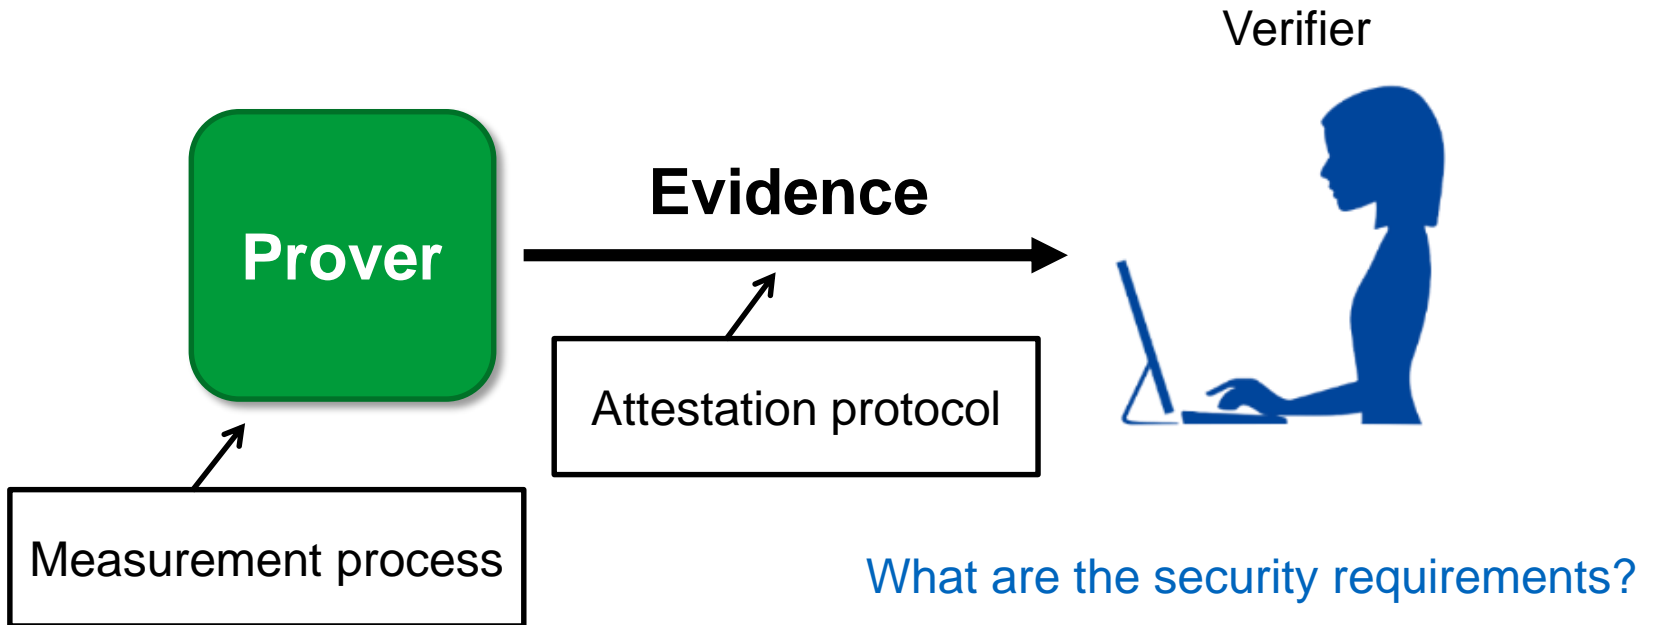 Verifier
Evidence
Prover
Attestation protocol
Measurement process
What are the security requirements?